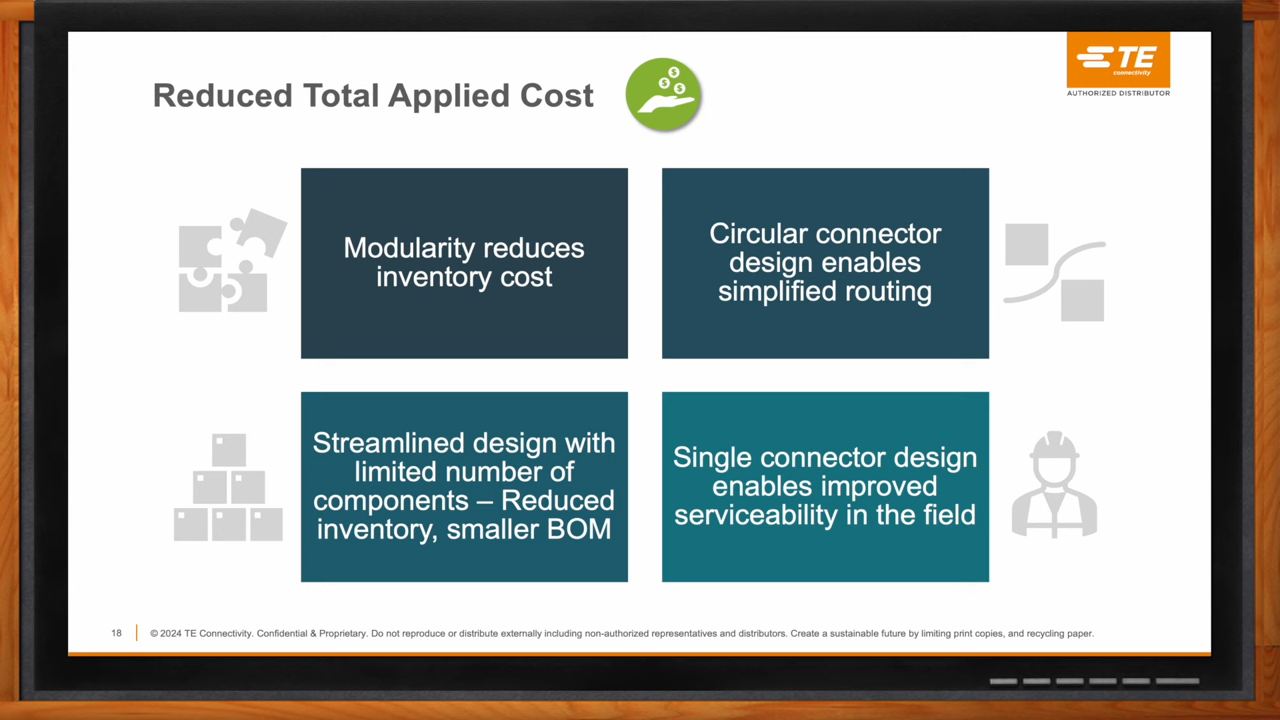 Reduced Total Applied Cost
TE
connectivity
AUTHORIZED DISTRIBUTOR
Modularity reduces
inventory cost
Circular connector
design enables
simplified routing
Streamlined design with
limited number of
components – Reduced
inventory, smaller BOM
Single connector design
enables improved
serviceability in the field
18
© 2024 TE Connectivity. Confidential & Proprietary. Do not reproduce or distribute externally including non-authorized representatives and distributors. Create a sustainable future by limiting print copies, and recycling paper.